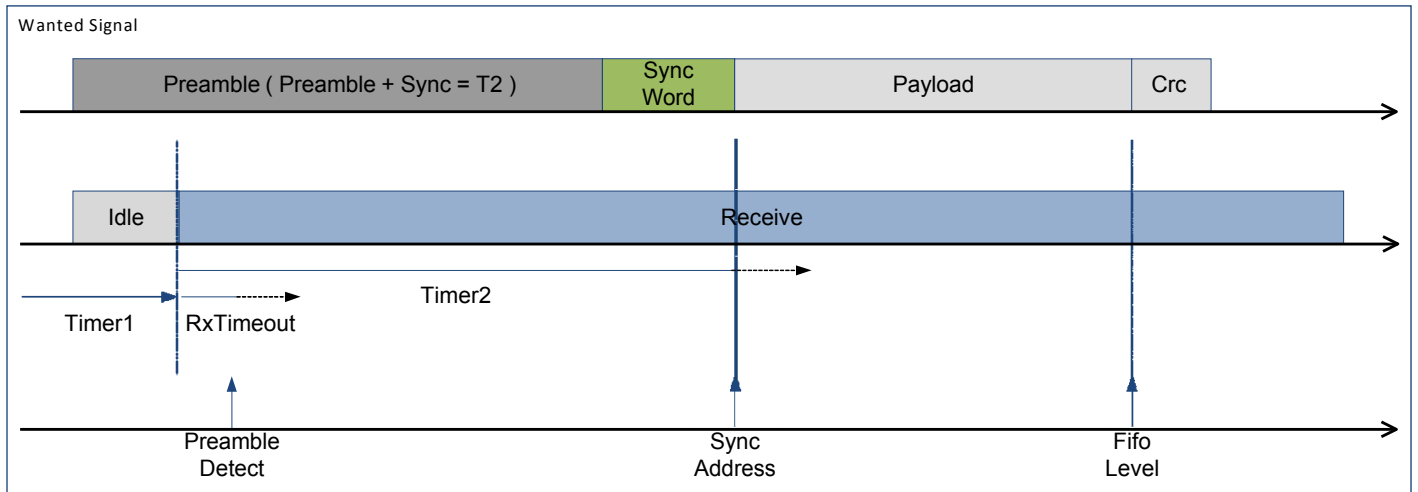 Wanted Signal
Preamble ( Preamble + Sync = T2 )
Sync
Word
Payload
Crc
Idle
Receive
Timer2
Timer1
RxTimeout
Preamble
Detect
Sync
Address
Fifo
Level